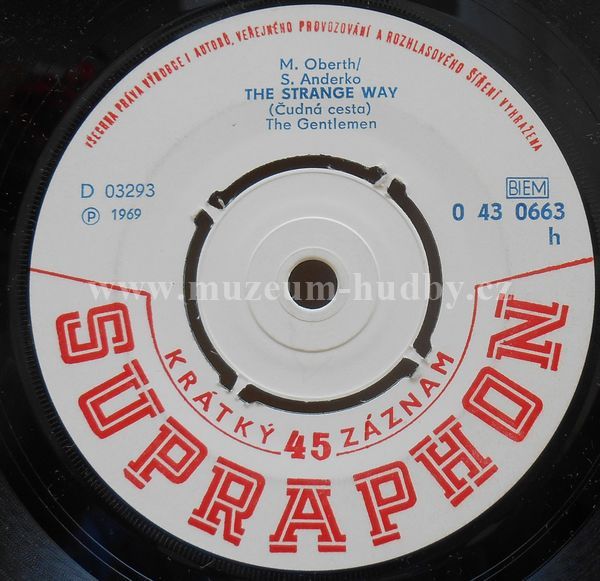 VŠECHNA PRÁVA VÝROBCE I AUTORŮ, VEŘEJNÉHO PROVOZOVÁNÍ A ROZHLASOVÉHO ŠÍŘENÍ VYHRAŽENA
M. Oberth/
S. Anderko
THE STRANGE WAY
(Čudná cesta)
The Gentlemen
D 03293
Ⓟ 1969
BIEM
0 43 0663
h
www.muzeum-hudby.cz
KRÁTKÝ 45 ZÁZNAM
SUPRAPHON